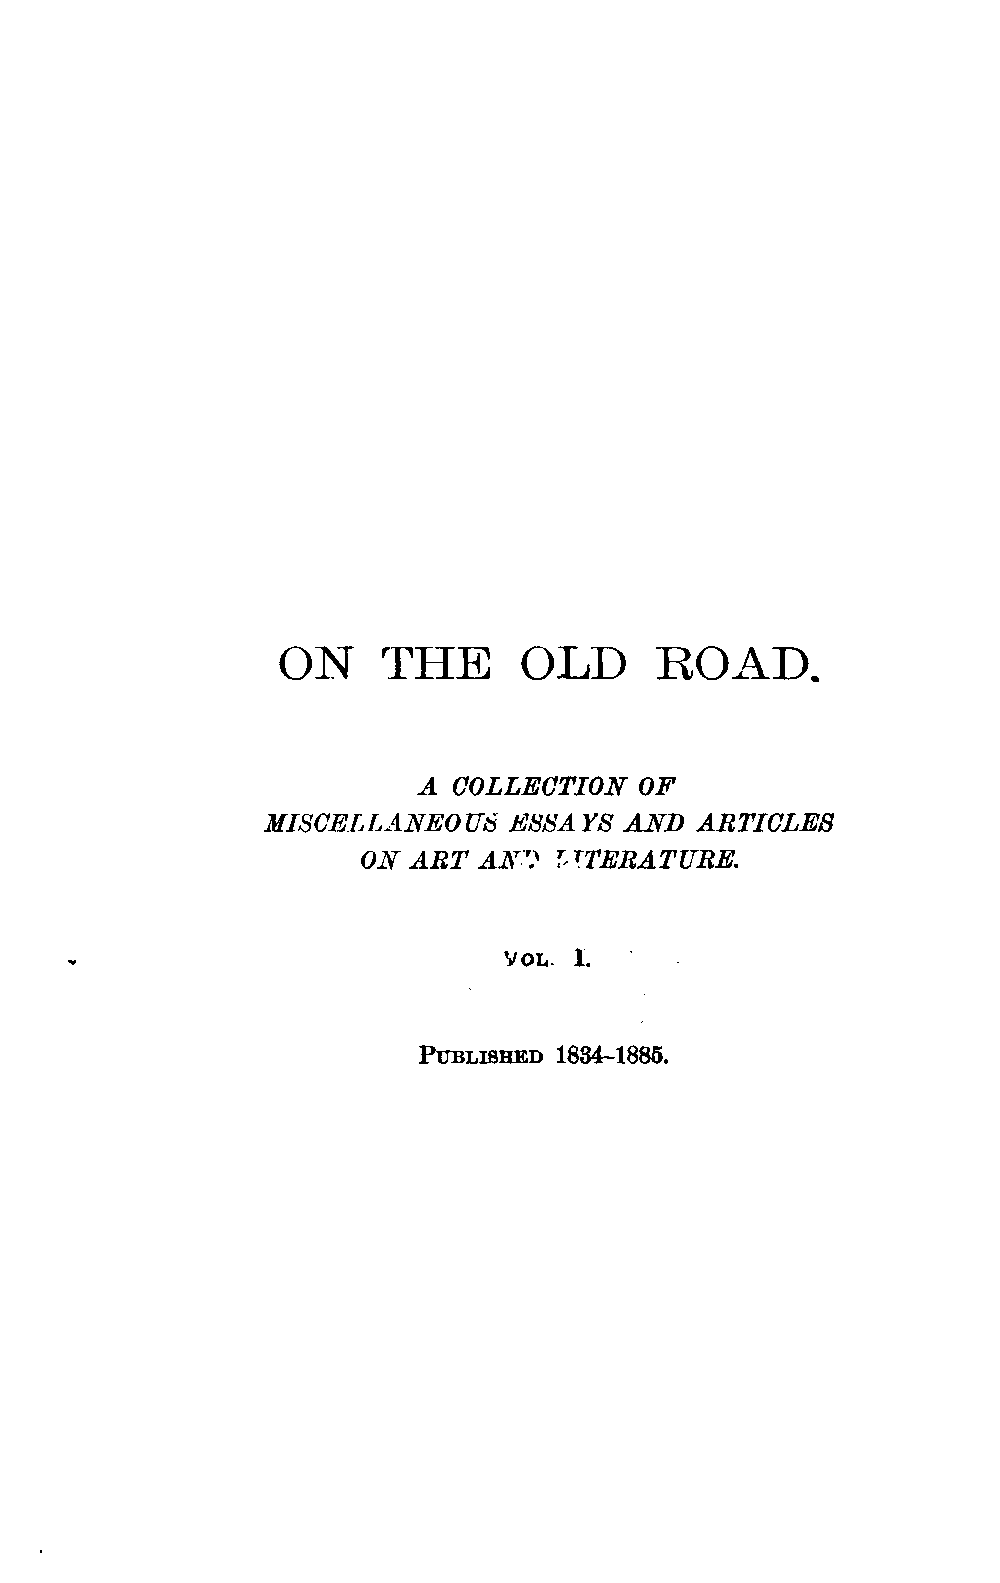 ON THE OLD ROAD.
A COLLECTION OF
MISCELLANEOUS ESSAYS AND ARTICLES
ON ART AND LITERATURE.
VOL. I.
PUBLISHED 1834–1885.